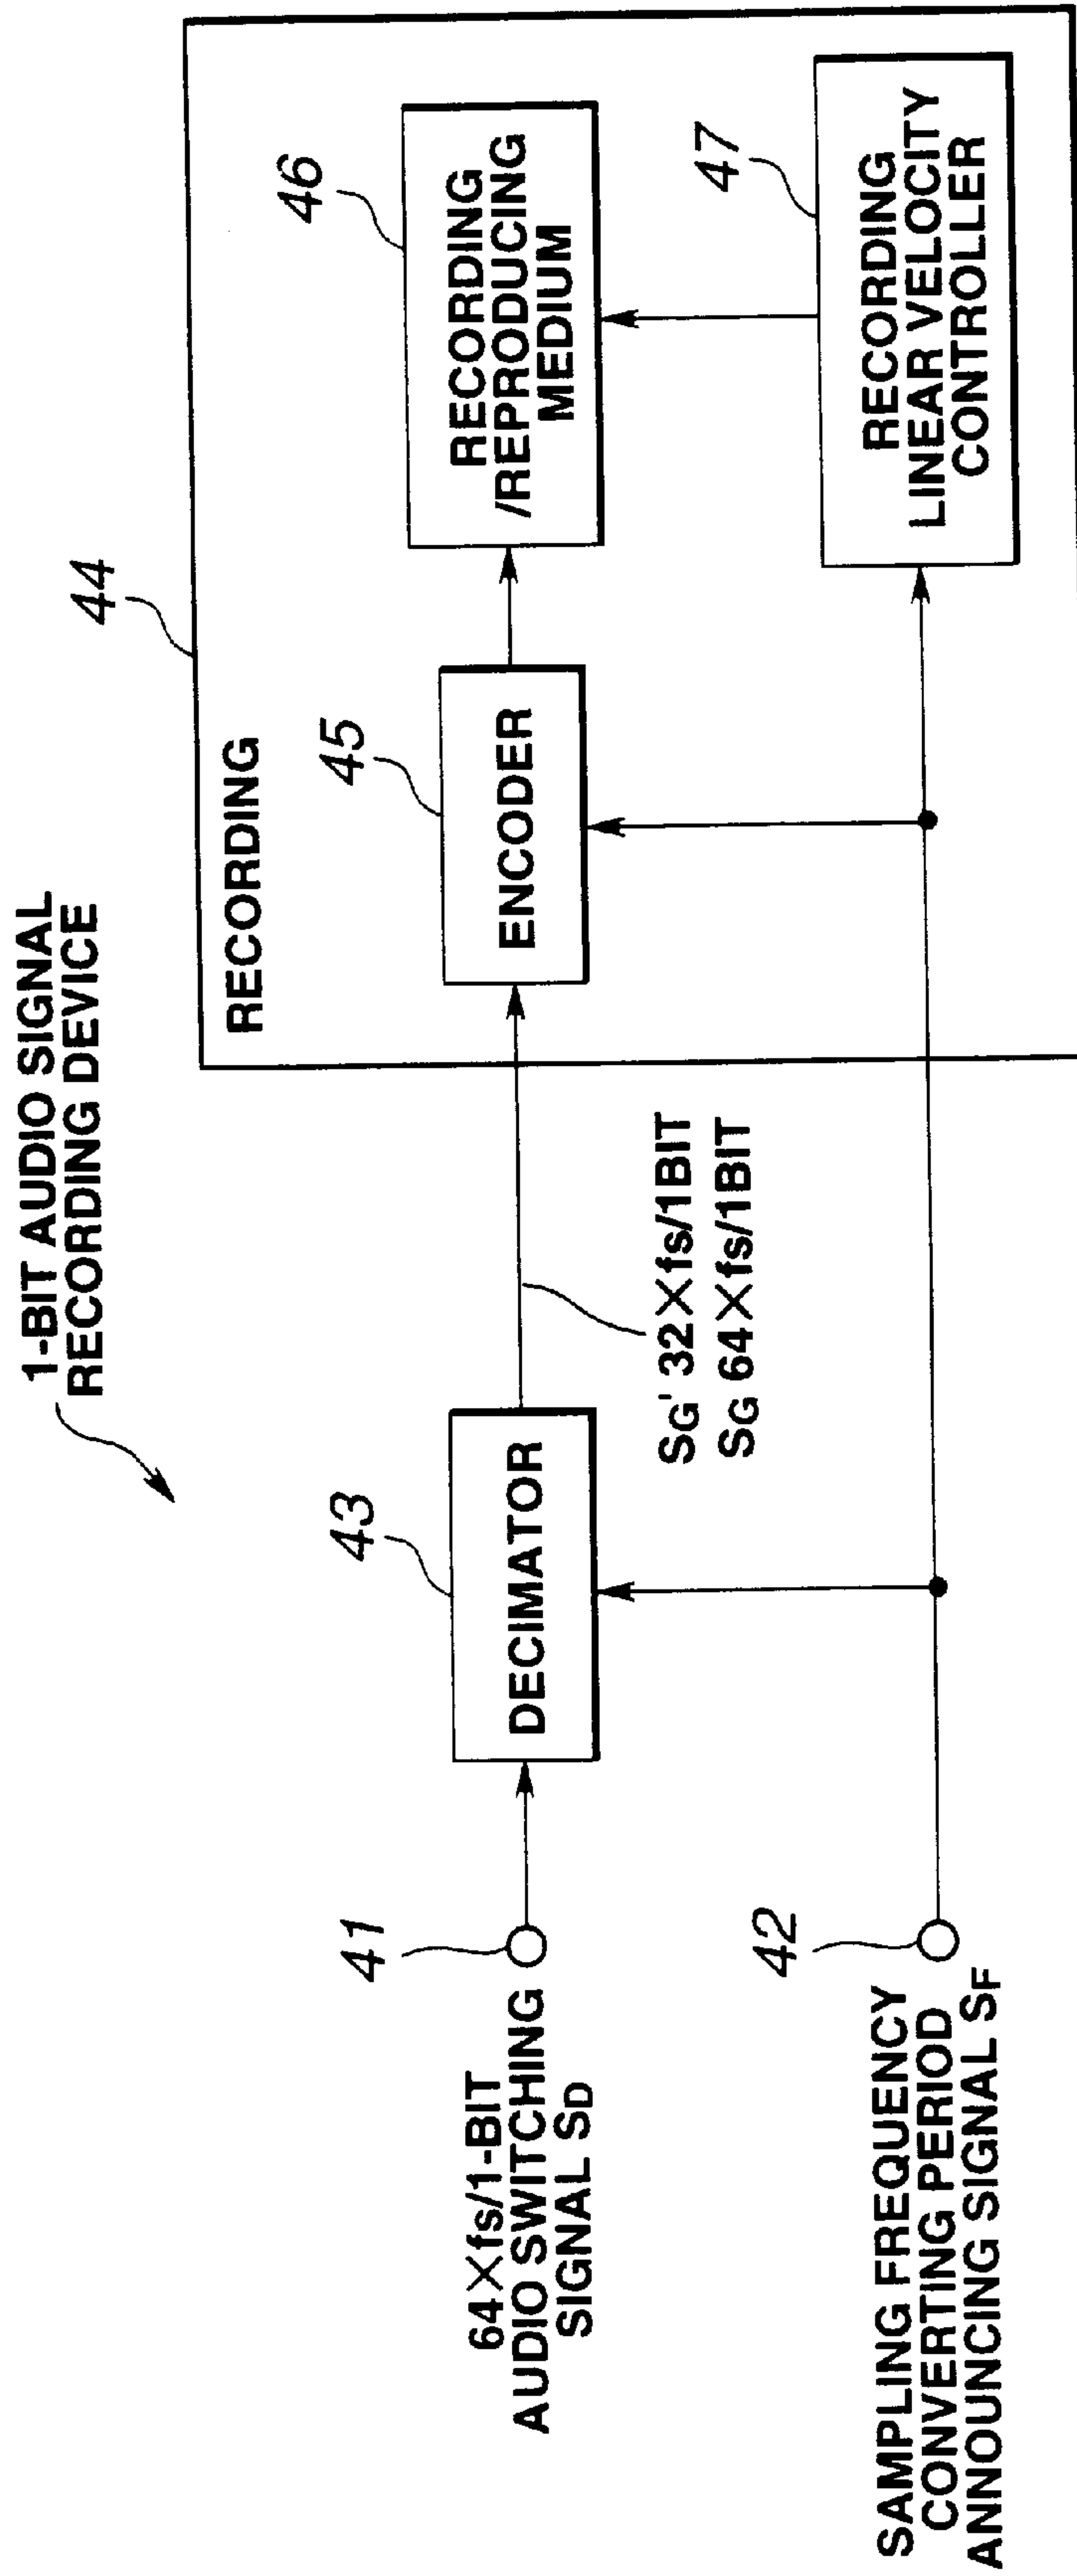 1-BIT AUDIO SIGNAL
RECORDING DEVICE
44
RECORDING
41
64×fs/1-BIT
AUDIO SWITCHING
SIGNAL SD
43
DECIMATOR
SG' 32×fs/1BIT
SG 64×fs/1BIT
45
ENCODER
46
RECORDING
/REPRODUCING
MEDIUM
47
RECORDING
LINEAR VELOCITY
CONTROLLER
42
SAMPLING FREQUENCY
CONVERTING PERIOD
ANNOUNCING SIGNAL SF